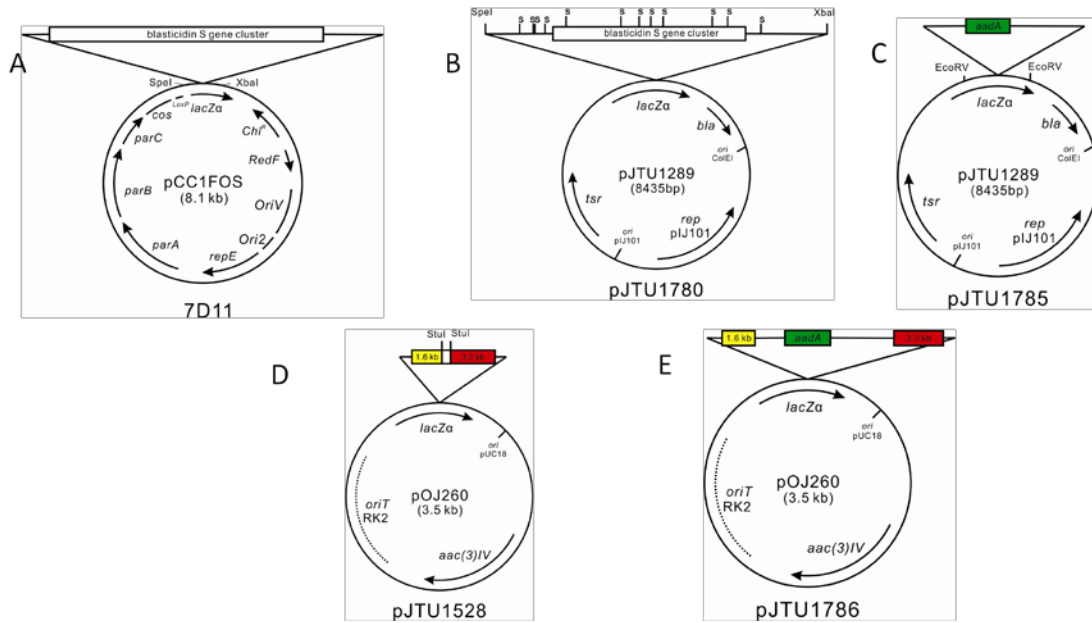 A
blasticidin S gene cluster
SpeI
XbaI
cos
LoxP
lacZα
ChlR
RedF
OriV
Ori2
repE
parA
parB
parC
pCC1FOS
(8.1 kb)
7D11
B
SpeI
s
s
s
s
s
s
s
s
s
s
s
s
XbaI
blasticidin S gene cluster
lacZα
bla
ori
ColEI
pJTU1289
(8435bp)
tsr
rep
pIJ101
ori
pIJ101
pJTU1780
C
aadA
EcoRV
EcoRV
lacZα
bla
ori
ColEI
pJTU1289
(8435bp)
tsr
rep
pIJ101
ori
pIJ101
pJTU1785
D
StuI
StuI
1.6 kb
3.0 kb
lacZα
ori
pUC18
pOJ260
(3.5 kb)
oriT
RK2
aac(3)IV
pJTU1528
E
1.6 kb
aadA
3.0 kb
lacZα
ori
pUC18
pOJ260
(3.5 kb)
oriT
RK2
aac(3)IV
pJTU1786